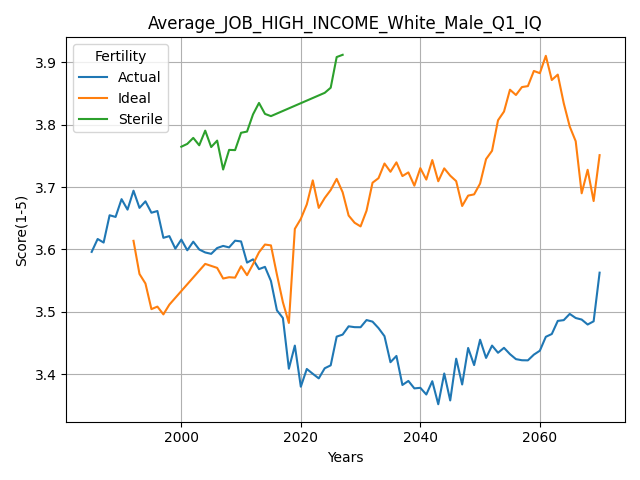 Average_JOB_HIGH_INCOME_White_Male_Q1_IQ
Fertility
Actual
Ideal
Sterile
3.9
3.8
3.7
3.6
3.5
3.4
Score(1-5)
2000 2020 2040 2060
Years